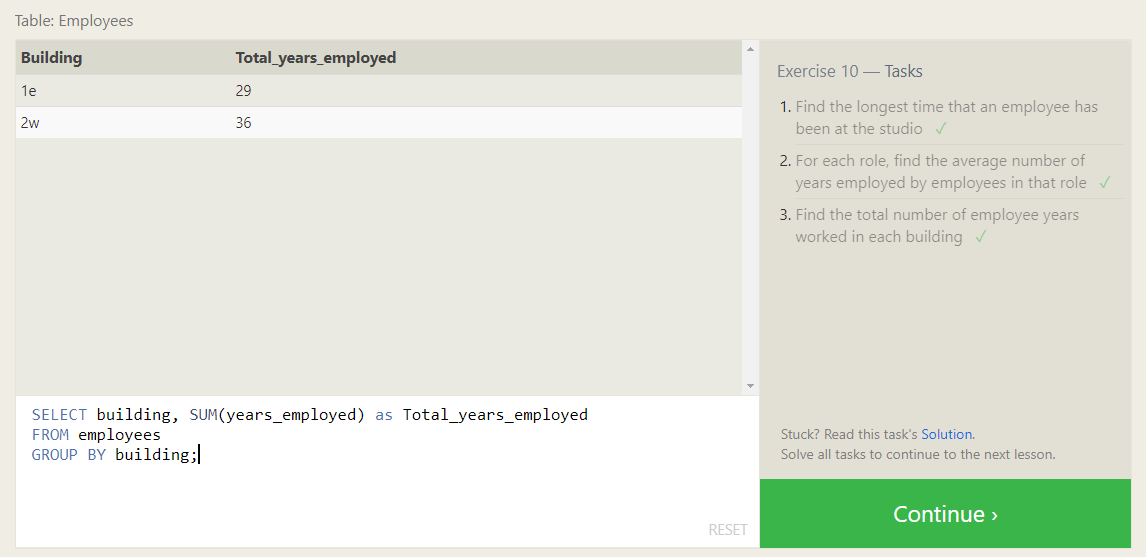 Table: Employees
Building Total_years_employed
1e 29
2w 36
SELECT building, SUM(years_employed) as Total_years_employed
FROM employees
GROUP BY building;
RESET
Exercise 10 — Tasks
1. Find the longest time that an employee has
been at the studio ✓
2. For each role, find the average number of
years employed by employees in that role ✓
3. Find the total number of employee years
worked in each building ✓
Stuck? Read this task's Solution.
Solve all tasks to continue to the next lesson.
Continue ›